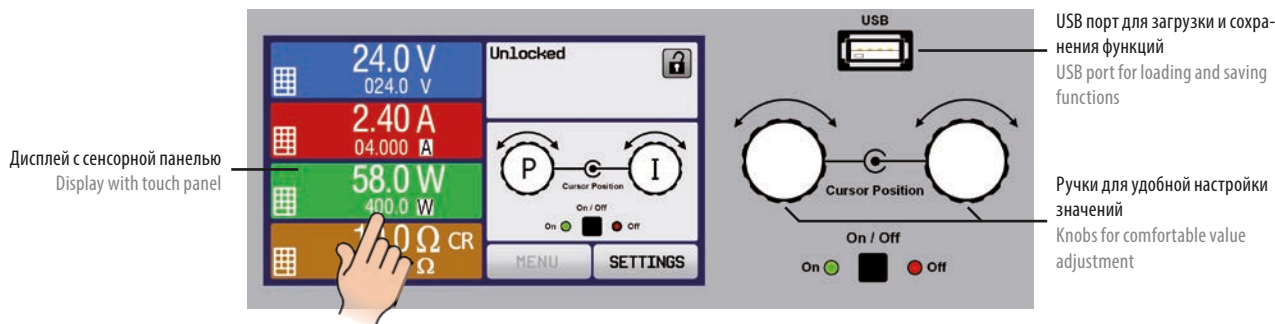 Дисплей с сенсорной панелью
Display with touch panel
24.0 V
024.0 V
2.40 A
04.000 A
58.0 W
400.0 W
Ω CR
Ω
Unlocked
P
I
Cursor Position
On / Off
On
Off
MENU
SETTINGS
USB
Cursor Position
On / Off
On
Off
USB порт для загрузки и сохра-
нения функций
USB port for loading and saving
functions
Ручки для удобной настройки
значений
Knobs for comfortable value
adjustment